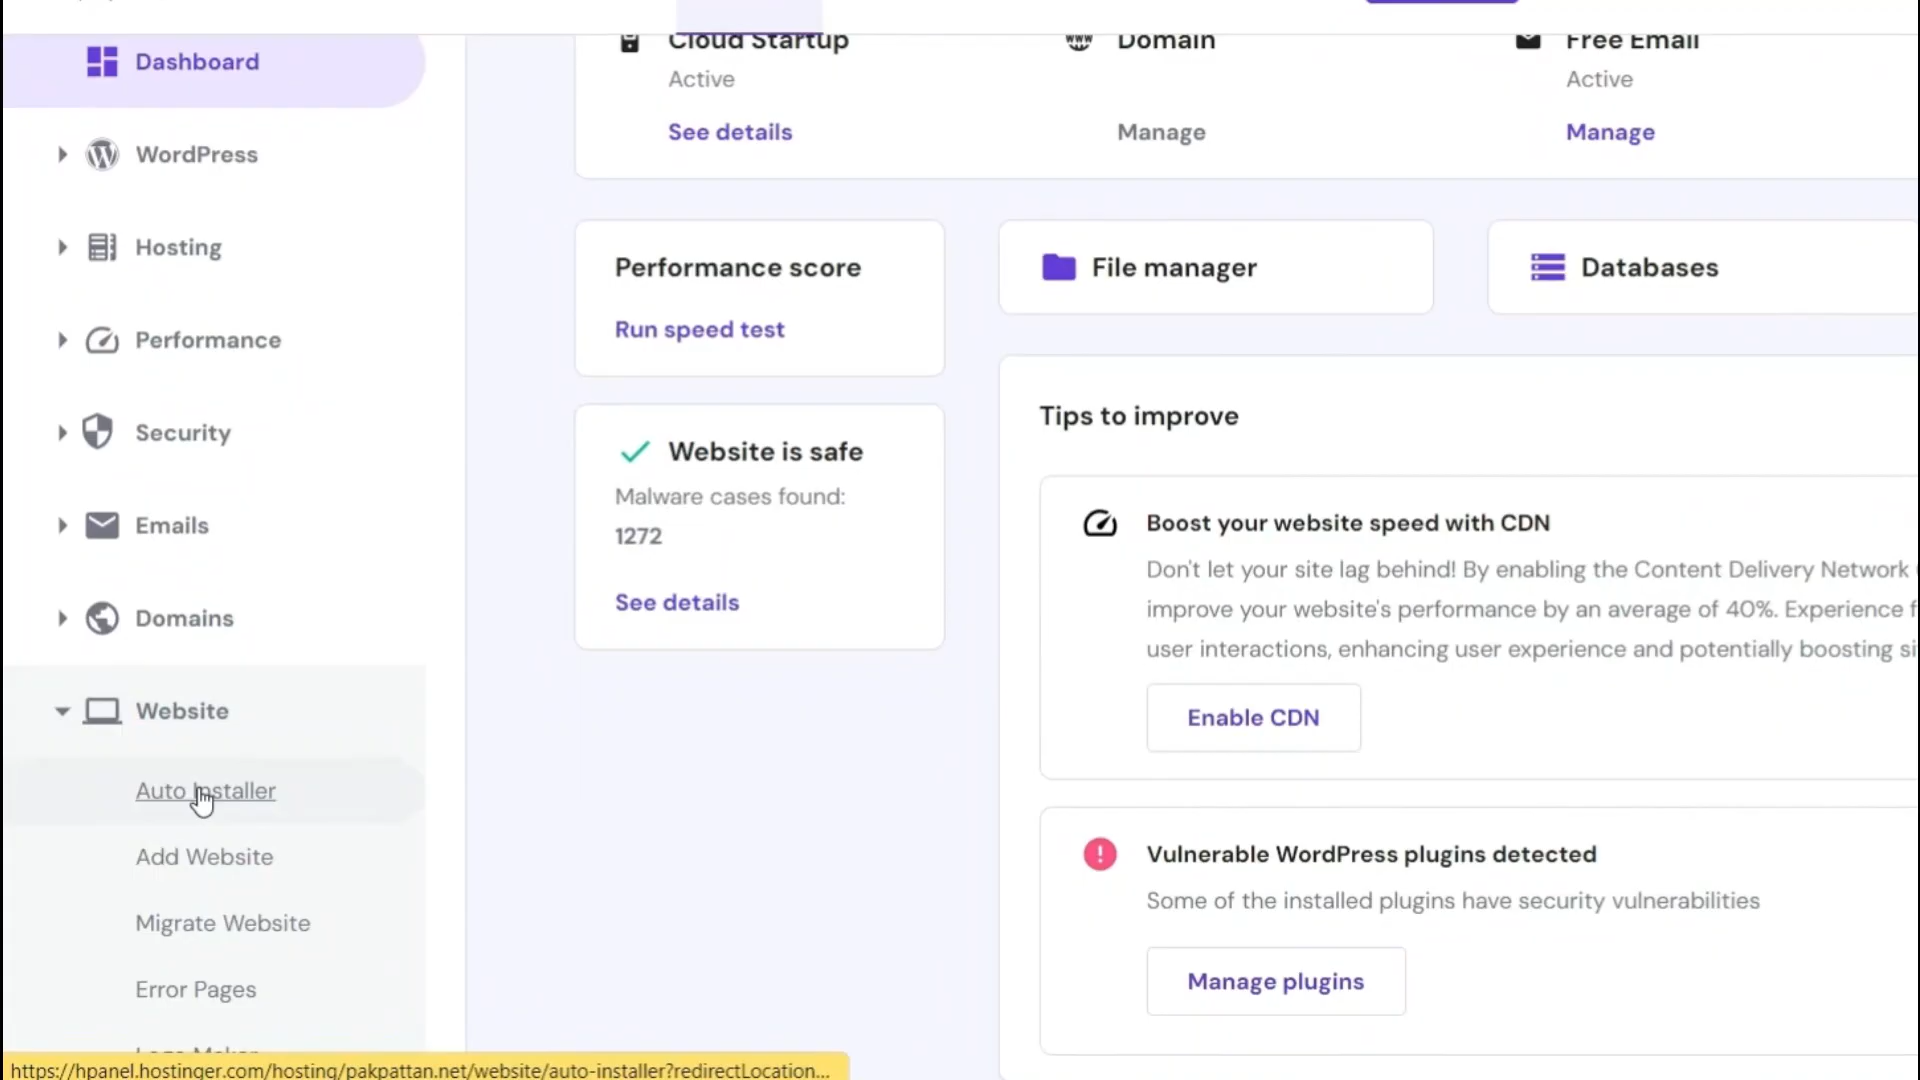 Dashboard
WordPress
Hosting
Performance
Security
Emails
Domains
Website
Auto Installer
Add Website
Migrate Website
Error Pages
Cloud Startup
Active
See details
Domain
Manage
Free Email
Active
Manage
Performance score
Run speed test
File manager
Databases
Website is safe
Malware cases found:
1272
See details
Tips to improve
Boost your website speed with CDN
Don't let your site lag behind! By enabling the Content Delivery Network
improve your website's performance by an average of 40%. Experience
user interactions, enhancing user experience and potentially boosting
Enable CDN
Vulnerable WordPress plugins detected
Some of the installed plugins have security vulnerabilities
Manage plugins
https://hpanel.hostinger.com/hosting/pakpattan.net/website/auto-installer?redirectLocation...